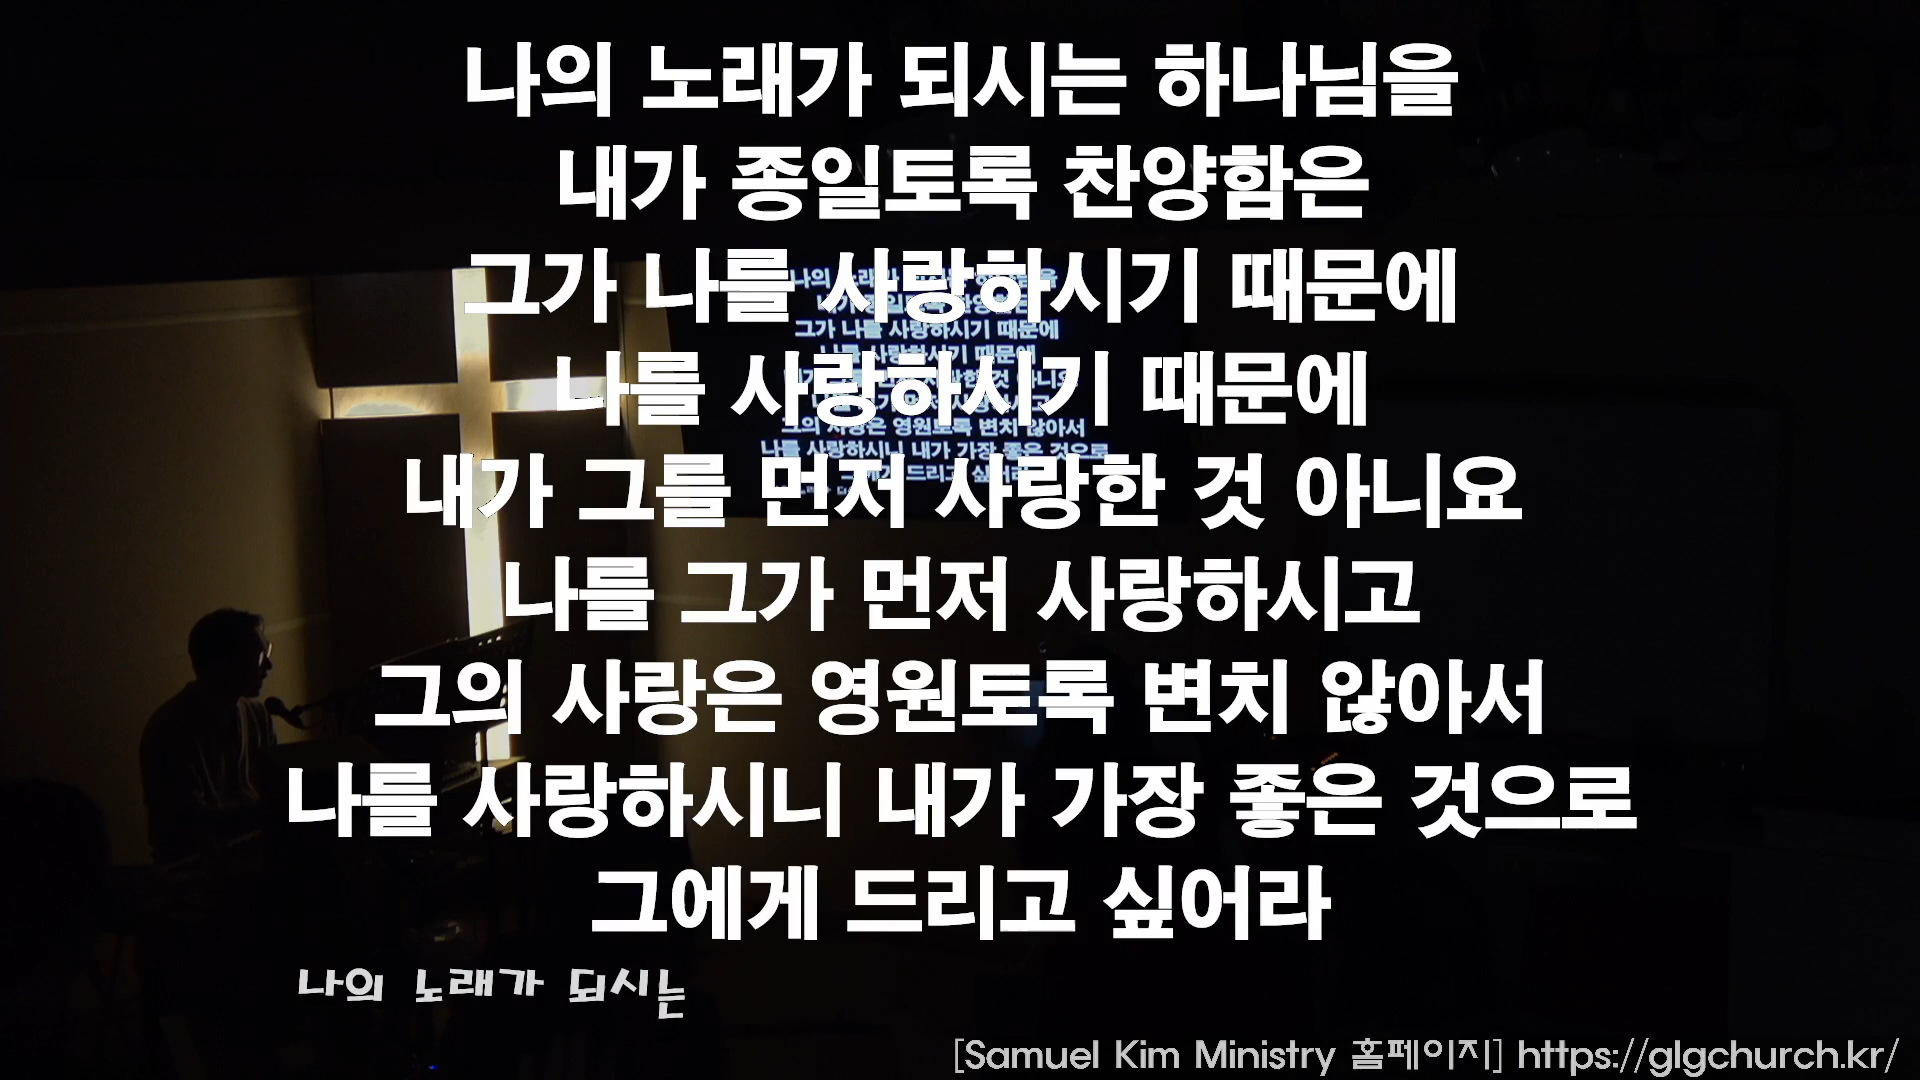 나의 노래가 되시는 하나님을
내가 종일토록 찬양함은
그가 나를 사랑하시기 때문에
나를 사랑하시기 때문에
내가 그를 먼저 사랑한 것 아니요
나를 그가 먼저 사랑하시고
그의 사랑은 영원토록 변치 않아서
나를 사랑하시니 내가 가장 좋은 것으로
그에게 드리고 싶어라
나의 노래가 되시는
[Samuel Kim Ministry 홈페이지] https://glgchurch.kr/